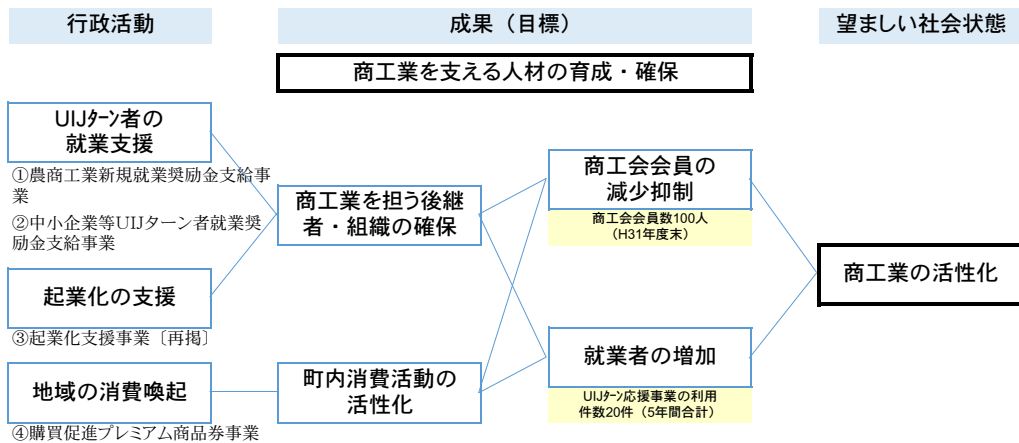 行政活動
成果（目標）
望ましい社会状態
商工業を支える人材の育成・確保
UIJﾀｰﾝ者の
就業支援
①農商工業新規就業奨励金支給事
業
②中小企業等UIJターン者就業奨
励金支給事業
起業化の支援
③起業化支援事業〔再掲〕
地域の消費喚起
④購買促進プレミアム商品券事業
商工業を担う後継
者・組織の確保
町内消費活動の
活性化
商工会会員の
減少抑制
商工会会員数100人
（H31年度末）
就業者の増加
UIJﾀｰﾝ応援事業の利用
件数20件（5年間合計）
商工業の活性化